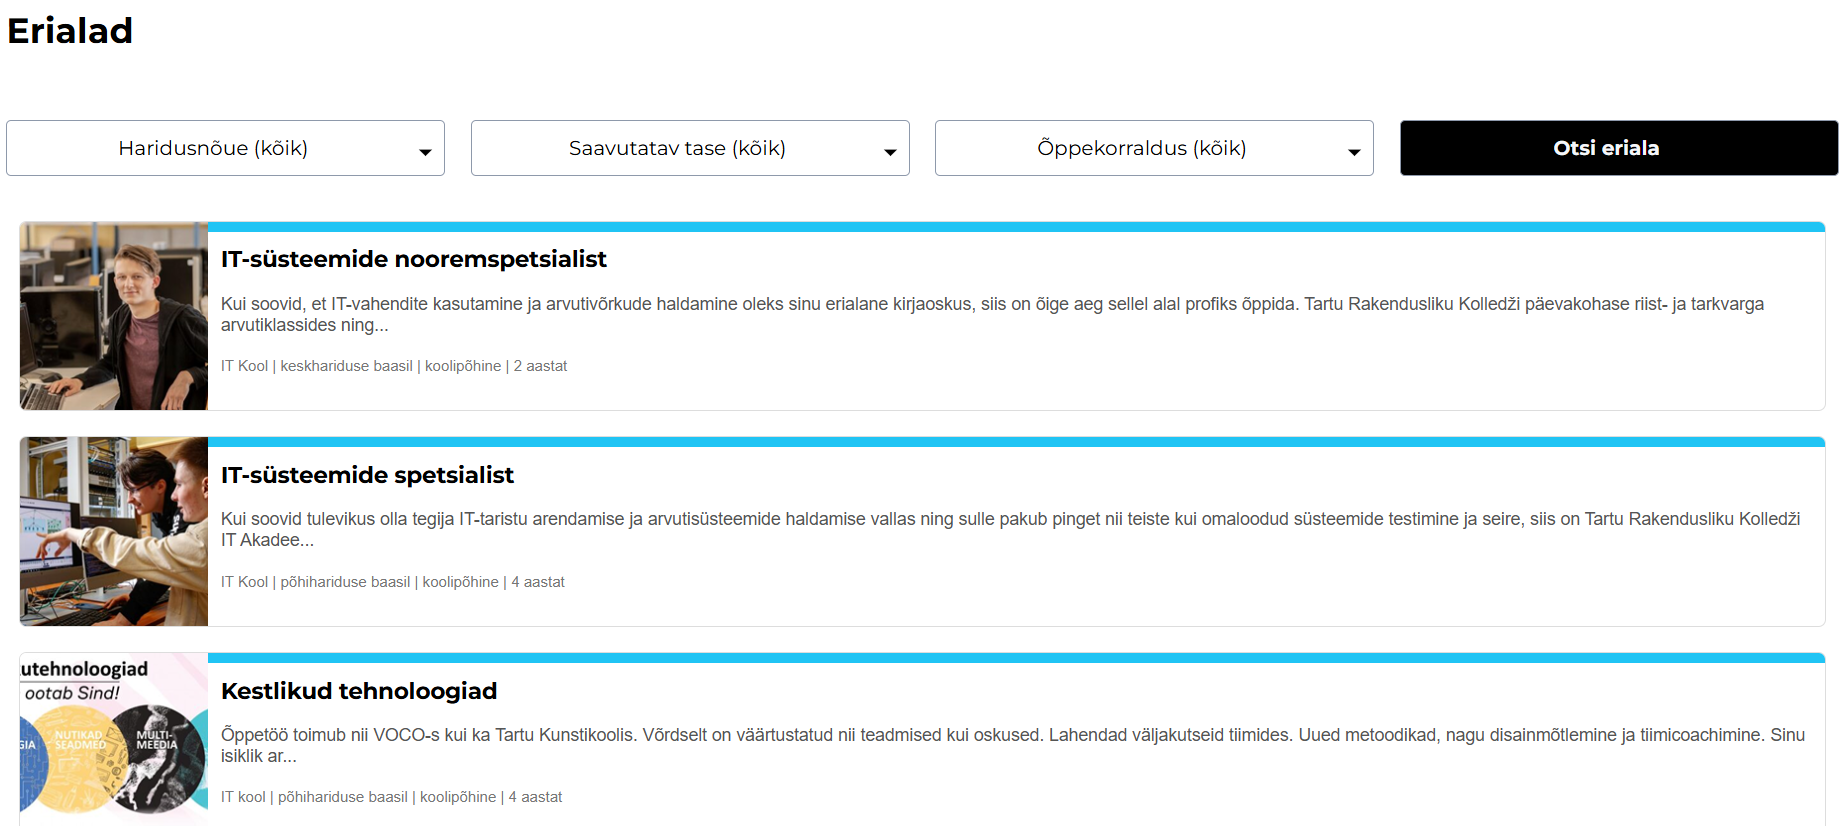 Erialad
Haridusnõue (kõik)
Saavutatav tase (kõik)
Õppekorraldus (kõik)
Otsi eriala
IT-süsteemide nooremspetsialist
Kui soovid, et IT-vahendite kasutamine ja arvutivõrkude haldamine oleks sinu erialane kirjaoskus, siis on õige aeg sellel alal profiks õppida. Tartu Rakendusliku Kolledži päevakohase riist- ja tarkvarga
arvutiklassides ning...
IT Kool | keskhariduse baasil | koolipõhine | 2 aastat
IT-süsteemide spetsialist
Kui soovid tulevikus olla tegija IT-taristu arendamise ja arvutisüsteemide haldamise vallas ning sulle pakub pinget nii teiste kui omaloodud süsteemide testimine ja seire, siis on Tartu Rakendusliku Kolledži
IT Akadee...
IT Kool | põhihariduse baasil | koolipõhine | 4 aastat
utehnoloogiad
ootab Sind!
GIA
NUTIKAD
SEADMED
MULTI-
MEEDIA
Kestlikud tehnoloogiad
Õppetöö toimub nii VOCO-s kui ka Tartu Kunstikoolis. Võrdselt on väärtustatud nii teadmised kui oskused. Lahendad väljakutseid tiimides. Uued metoodikad, nagu disainmõtlemine ja tiimicoachimine. Sinu
isiklik ar...
IT kool | põhihariduse baasil | koolipõhine | 4 aastat